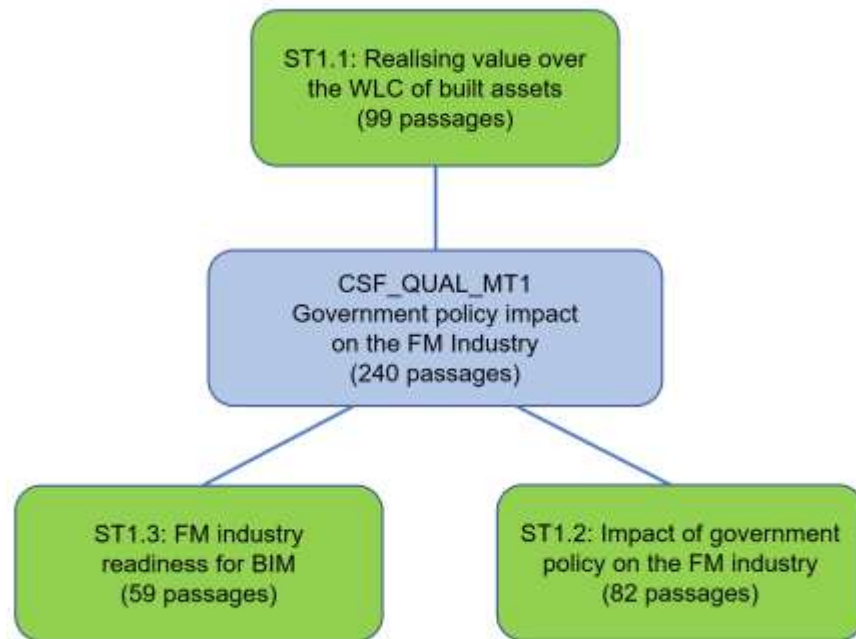 ST1.1: Realising value over
the WLC of built assets
(99 passages)
CSF_QUAL_MT1
Government policy impact
on the FM Industry
(240 passages)
ST1.3: FM industry
readiness for BIM
(59 passages)
ST1.2: Impact of government
policy on the FM industry
(82 passages)